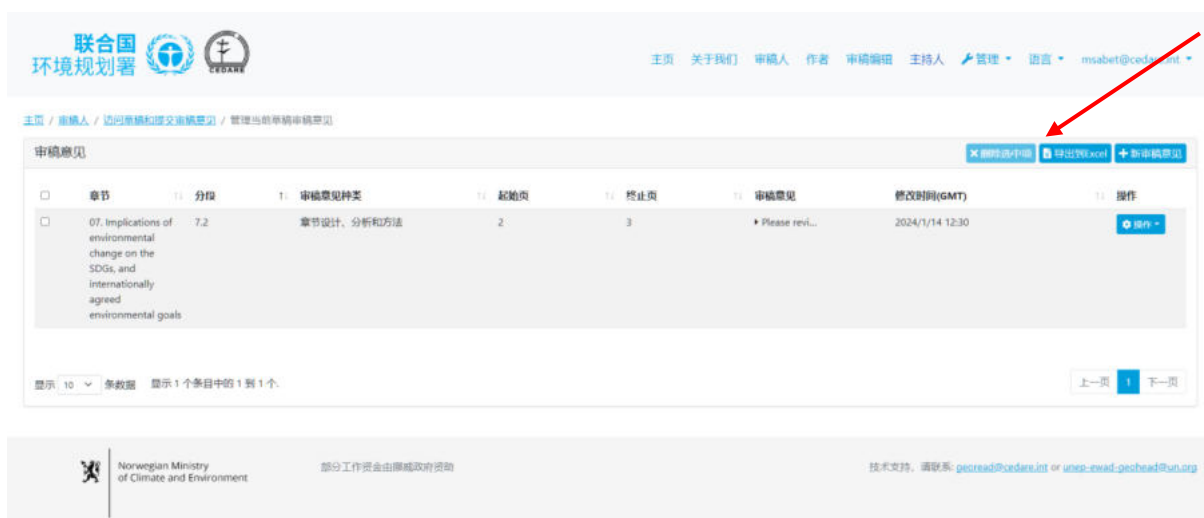 联合国
环境规划署
CEDARE
主页 关于我们 审稿人 作者 审稿编辑 主持人 管理 语言 msabet@cedare.int
主页 / 审稿人 / 访问草稿和提交审稿意见 / 管理当前草稿审稿意见
审稿意见
删除选中项 导出到Excel 新审稿意见
章节 分段 审稿意见种类 起始页 终止页 审稿意见 修改时间(GMT) 操作
07. Implications of 7.2 章节设计、分析和方法 2 3 Please revi... 2024/1/14 12:30 操作
environmental
change on the
SDGs, and
internationally
agreed
environmental goals
显示 10 条数据 显示 1 个条目中的 1 到 1 个.
上一页 1 下一页
Norwegian Ministry
of Climate and Environment
部分工作资金由挪威政府资助
技术支持，请联系: georead@cedare.int or unep-ewad-geohead@un.org